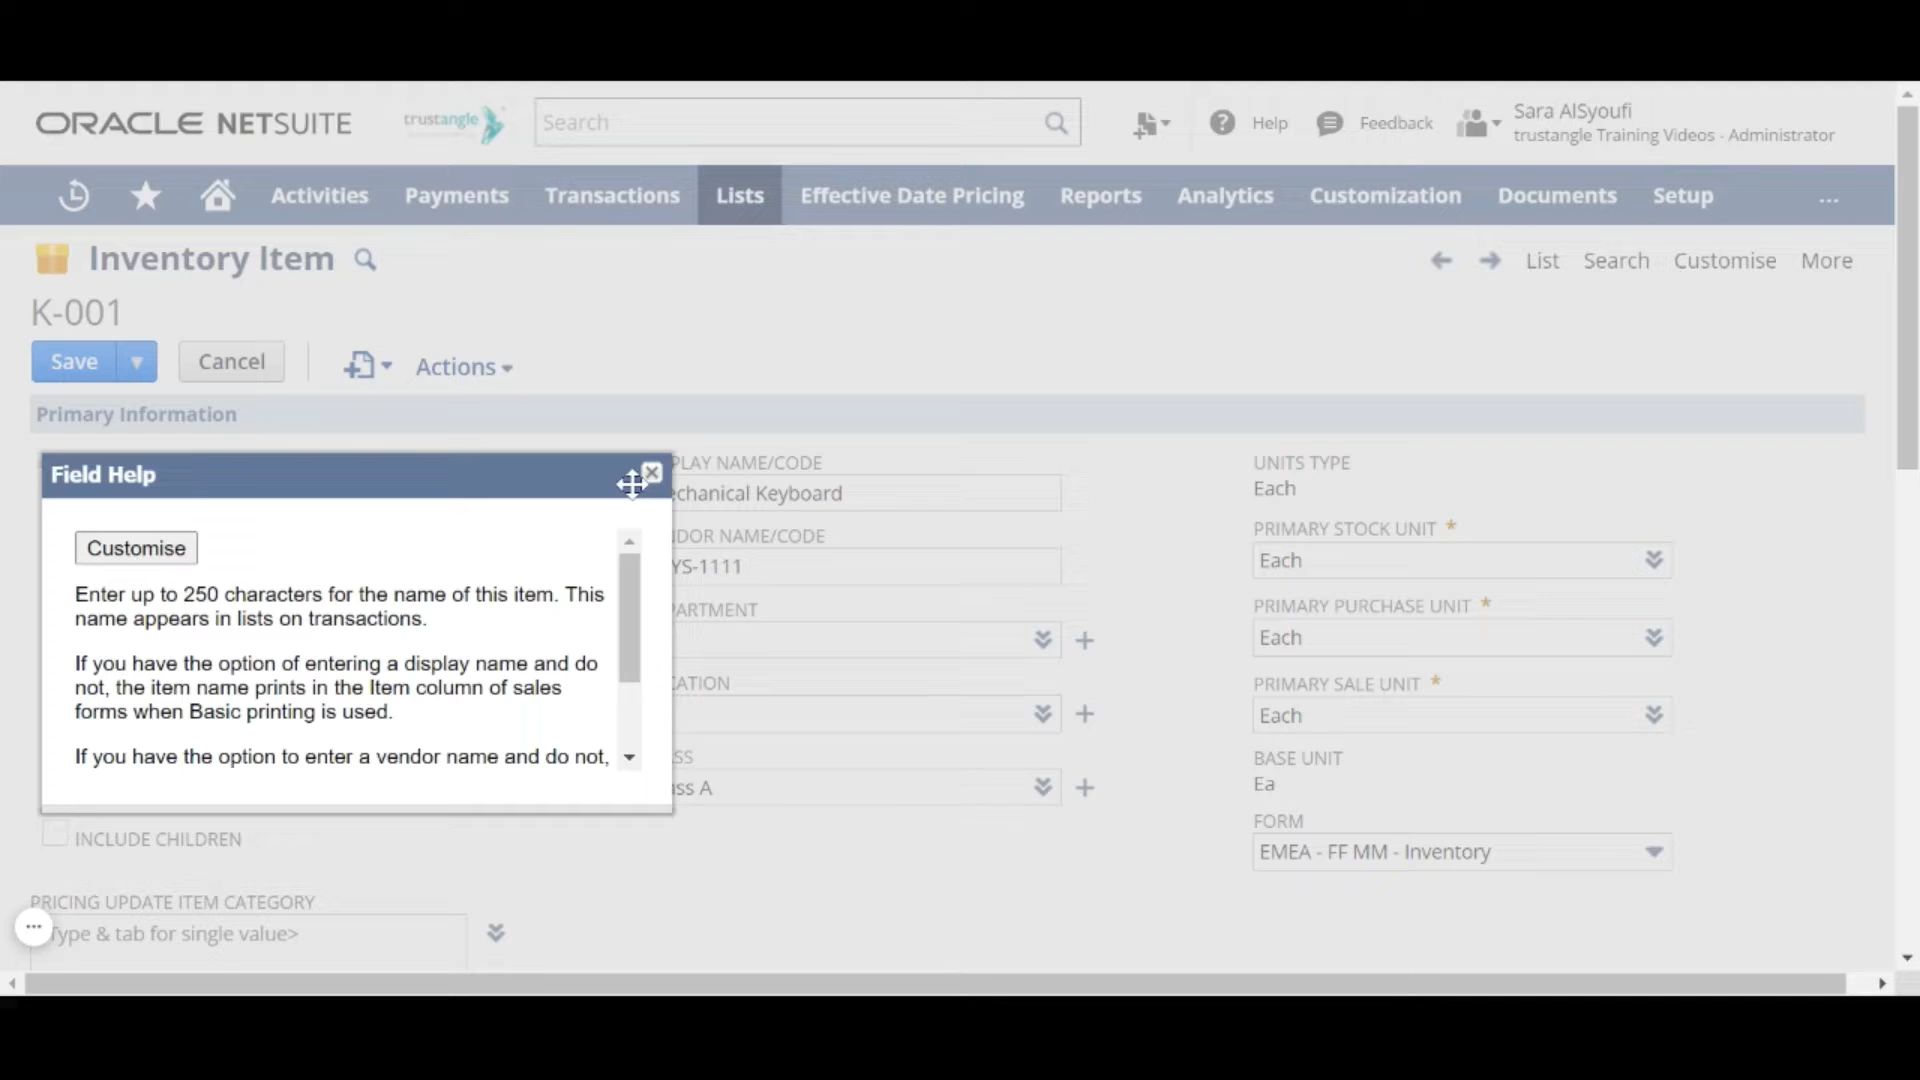 ORACLE NETSUITE
trustangle
Search
Help
Feedback
Sara AlSyoufi
trustangle Training Videos - Administrator
Activities
Payments
Transactions
Lists
Effective Date Pricing
Reports
Analytics
Customization
Documents
Setup
...
Inventory Item
List
Search
Customise
More
K-001
Save
Cancel
Actions
Primary Information
Field Help
Customise
Enter up to 250 characters for the name of this item. This
name appears in lists on transactions.
If you have the option of entering a display name and do
not, the item name prints in the Item column of sales
forms when Basic printing is used.
If you have the option to enter a vendor name and do not,
INCLUDE CHILDREN
PRICING UPDATE ITEM CATEGORY
Type & tab for single value>
PLAY NAME/CODE
chanical Keyboard
DOR NAME/CODE
YS-1111
PARTMENT
CATION
SS
ss A
UNITS TYPE
Each
PRIMARY STOCK UNIT *
Each
PRIMARY PURCHASE UNIT *
Each
PRIMARY SALE UNIT *
Each
BASE UNIT
Ea
FORM
EMEA - FF MM - Inventory